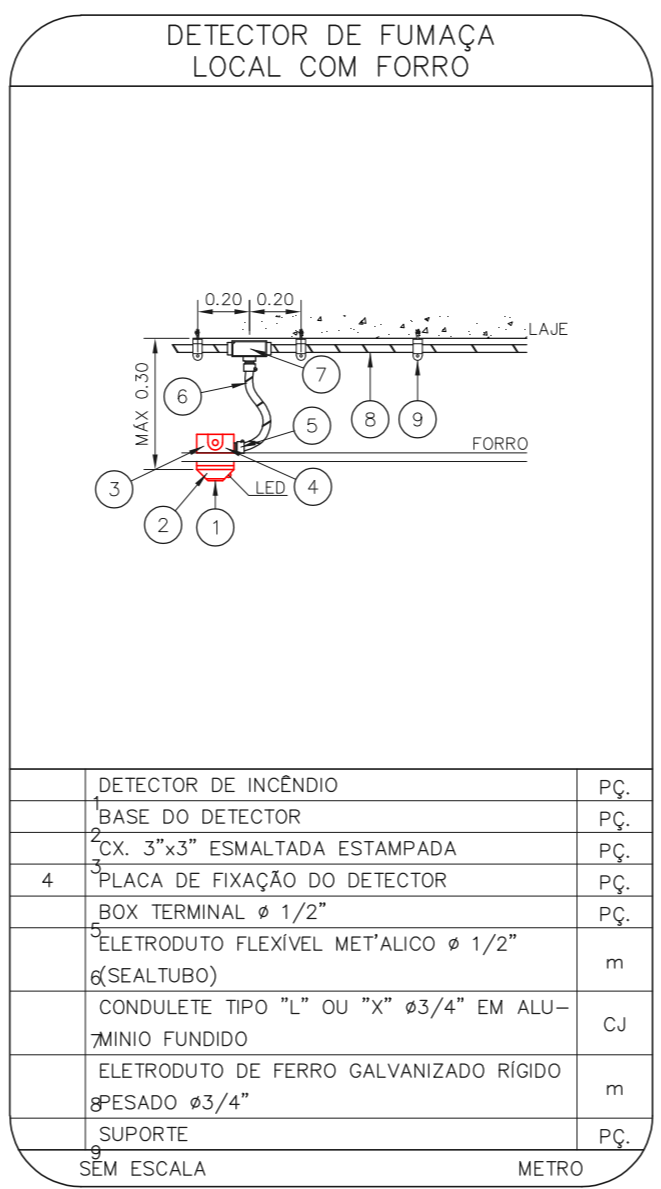 DETECTOR DE FUMAÇA
LOCAL COM FORRO
0.20 0.20
LAJE
7
MÁX 0.30
6
8 9
5
FORRO
3
LED
4
2
1
DETECTOR DE INCÊNDIO PÇ.
1
BASE DO DETECTOR PÇ.
2
CX. 3"x3" ESMALTADA ESTAMPADA PÇ.
3
4 PLACA DE FIXAÇÃO DO DETECTOR PÇ.
BOX TERMINAL ø 1/2" PÇ.
5
ELETRODUTO FLEXÍVEL MET'ALICO ø 1/2"
6 (SEALTUBO) m
CONDULETE TIPO "L" OU "X" ø3/4" EM ALU-
7 MINIO FUNDIDO CJ
ELETRODUTO DE FERRO GALVANIZADO RÍGIDO
8 PESADO ø3/4" m
SUPORTE PÇ.
9
SEM ESCALA METRO